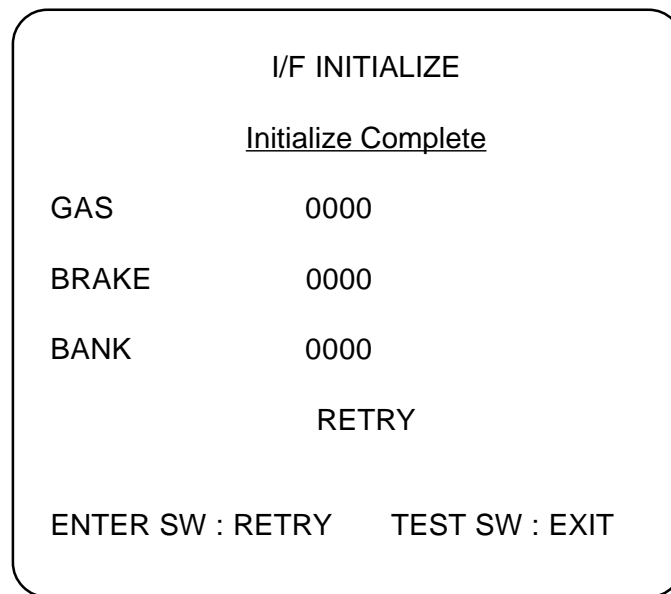 I/F INITIALIZE
Initialize Complete
GAS 0000
BRAKE 0000
BANK 0000
RETRY
ENTER SW : RETRY TEST SW : EXIT